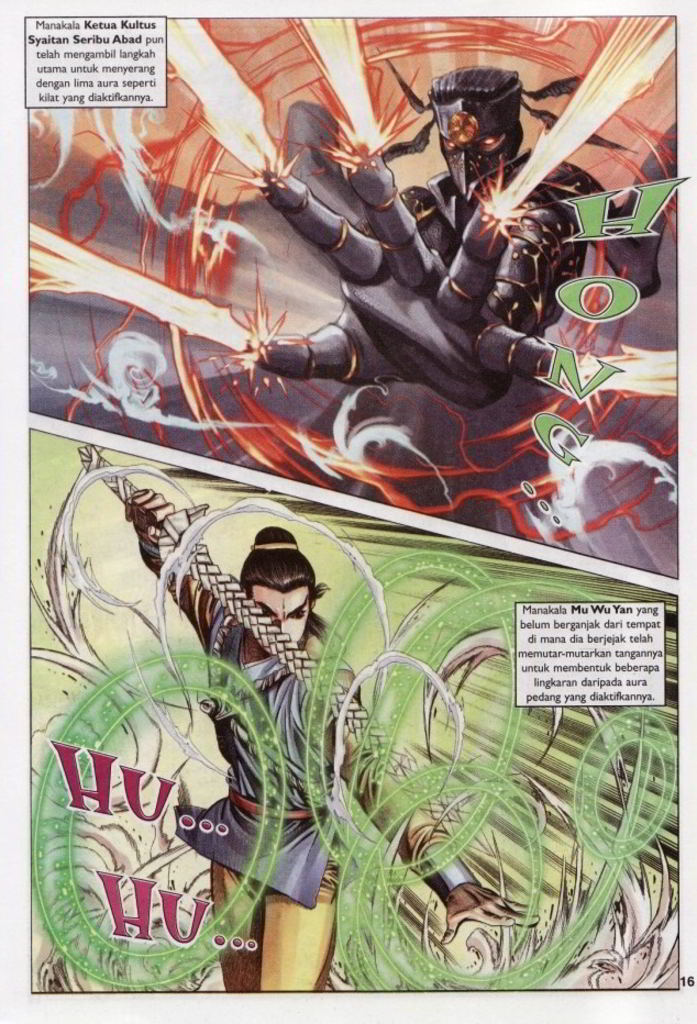 Manakala Ketua Kultus
Syaitan Seribu Abad pun
telah mengambil langkah
utama untuk menyerang
dengan lima aura seperti
kilat yang diaktifkannya.
HONG...
Manakala Mu Wu Yan yang
belum berganjak dari tempat
di mana dia berjejak telah
memutar-mutarkan tangannya
untuk membentuk beberapa
lingkaran daripada aura
pedang yang diaktifkannya.
HU...
HU...
16